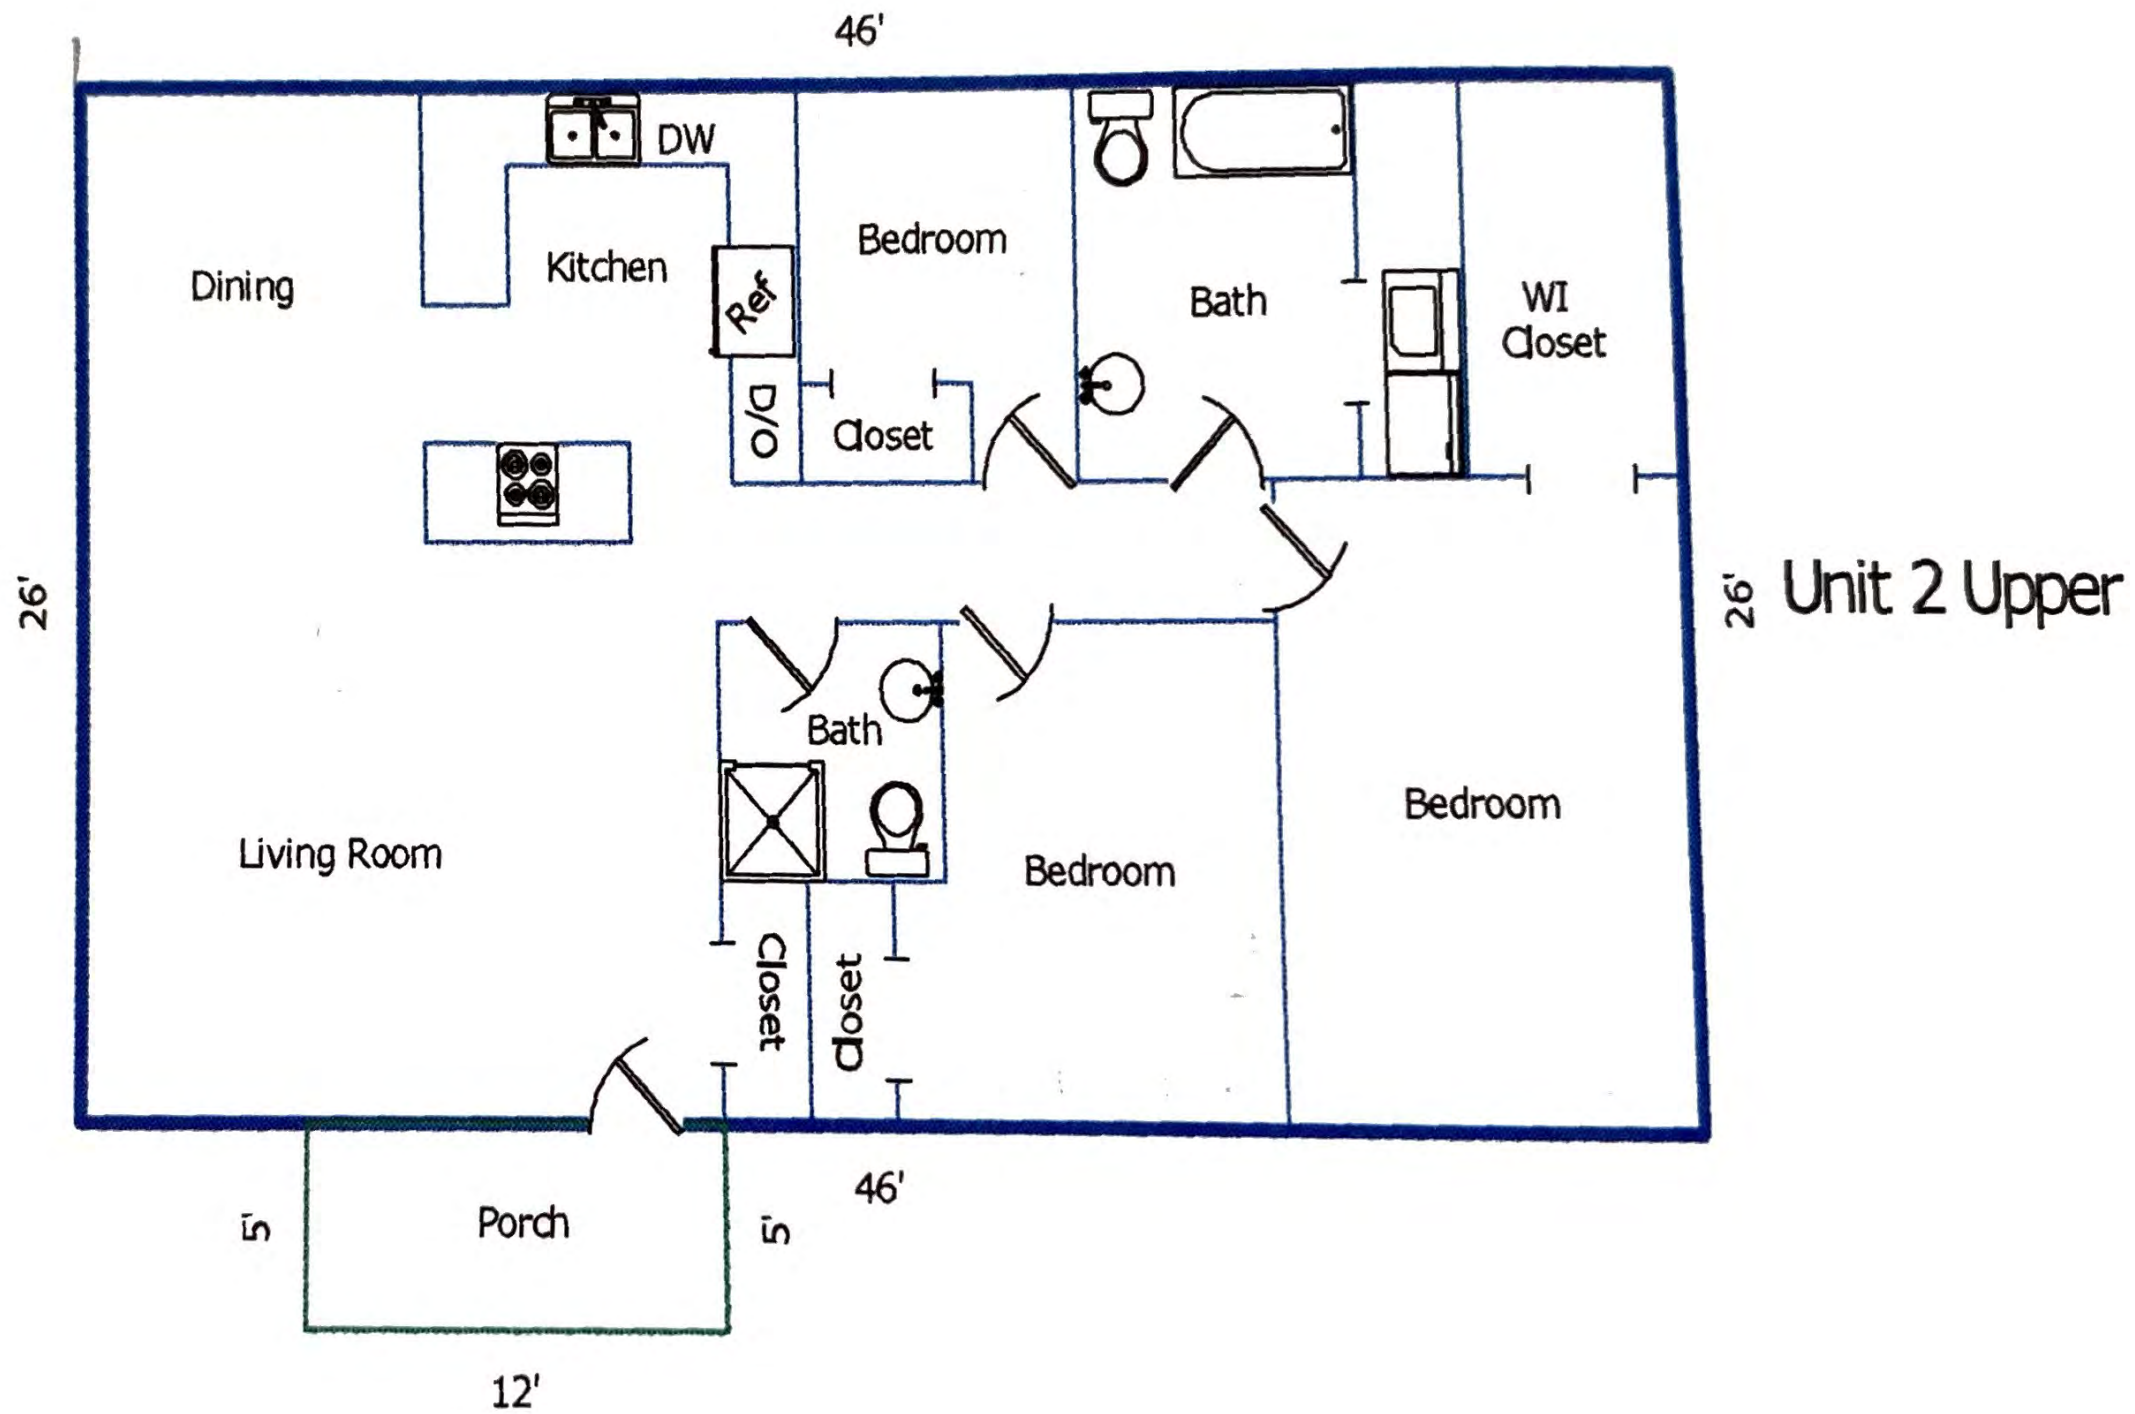 46'
DW
Bedroom
Kitchen
Dining
Ref
Bath
WI
Closet
D/O
Closet
26'
26'
Unit 2 Upper
Bath
Living Room
Bedroom
Bedroom
Closet
Closet
46'
5'
Porch
5'
12'